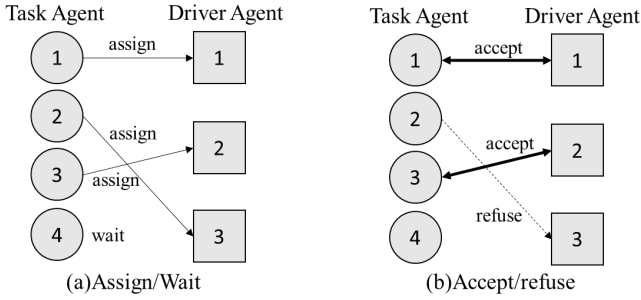 Task Agent Driver Agent
1 assign 1
2 assign
3 assign 2
4 wait 3
(a)Assign/Wait
Task Agent Driver Agent
1 accept 1
2
3 accept 2
refuse
4 3
(b)Accept/refuse